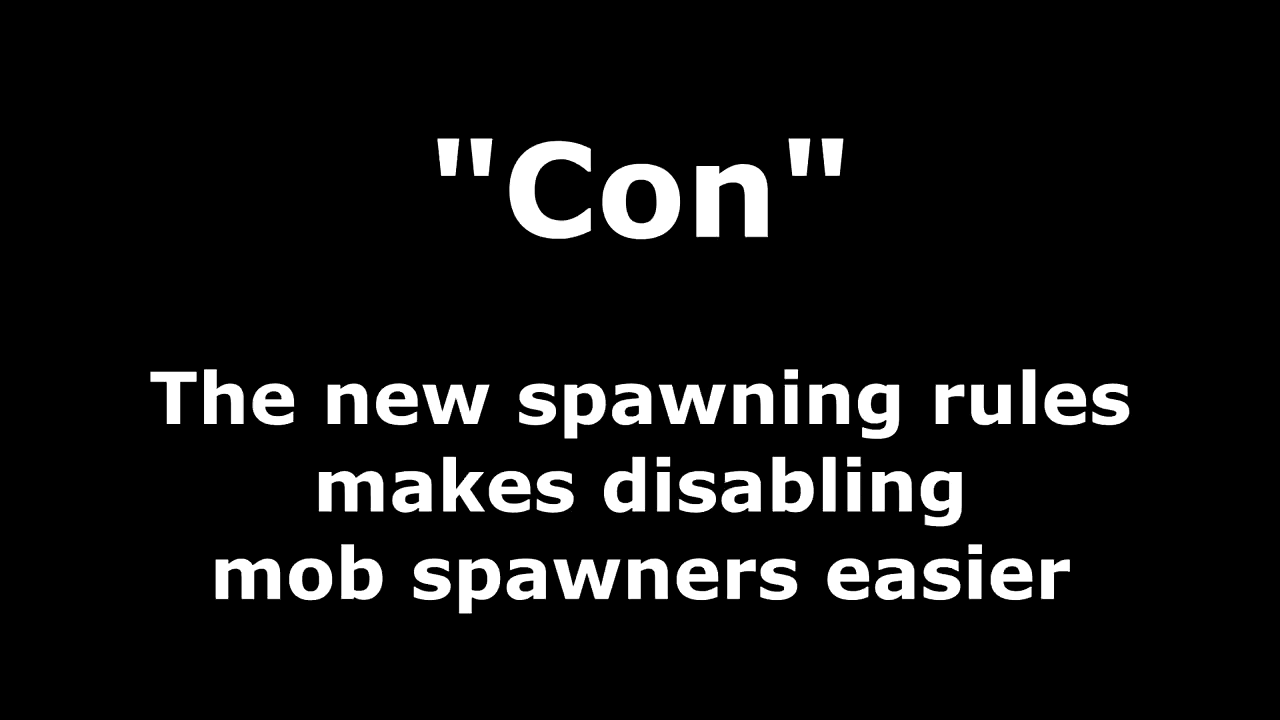 "Con"
The new spawning rules
makes disabling
mob spawners easier